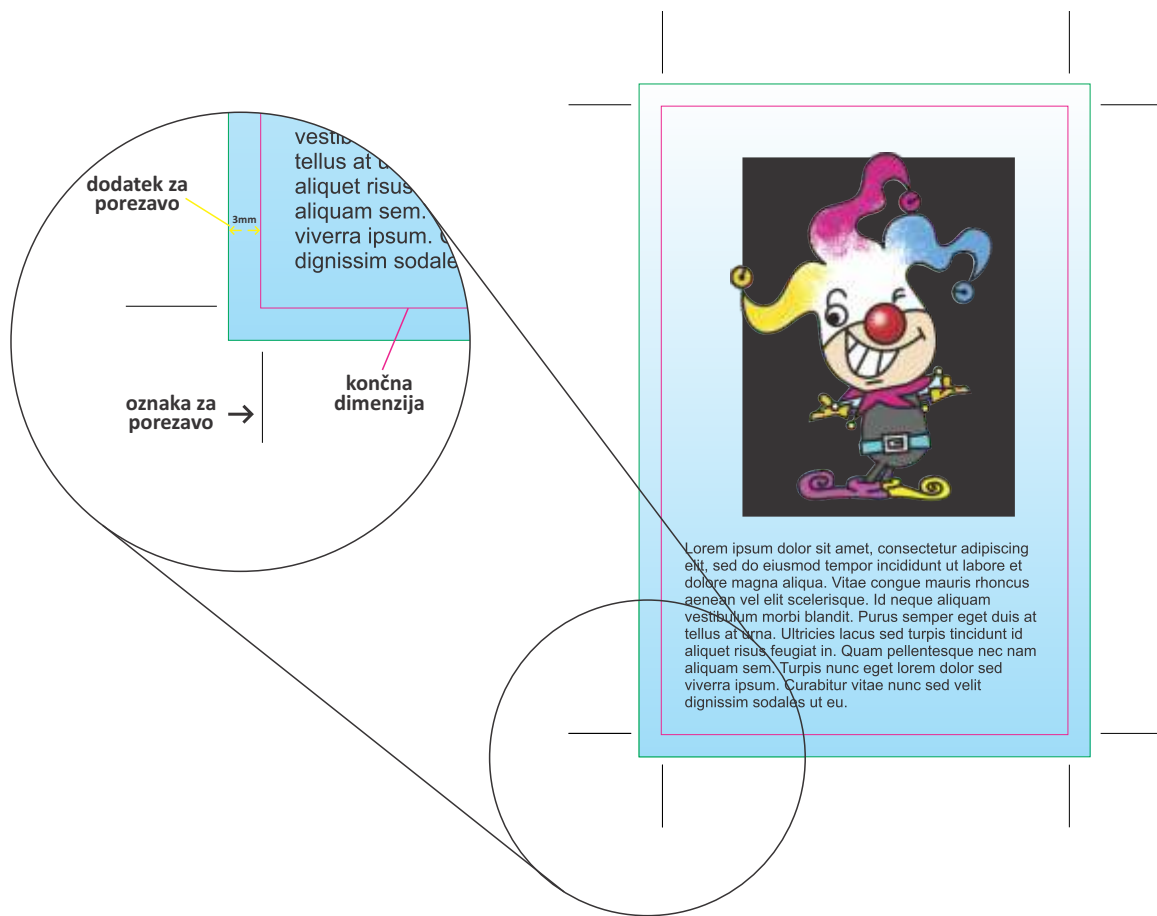 vestib
tellus at u
aliquet risus
aliquam sem.
viverra ipsum.
dignissim sodale
dodatek za
porezavo
3mm
končna
dimenzija
oznaka za
porezavo
Lorem ipsum dolor sit amet, consectetur adipiscing
elit, sed do eiusmod tempor incididunt ut labore et
dolore magna aliqua. Vitae congue mauris rhoncus
aenean vel elit scelerisque. Id neque aliquam
vestibulum morbi blandit. Purus semper eget duis at
tellus at urna. Ultricies lacus sed turpis tincidunt id
aliquet risus feugiat in. Quam pellentesque nec nam
aliquam sem. Turpis nunc eget lorem dolor sed
viverra ipsum. Curabitur vitae nunc sed velit
dignissim sodales ut eu.